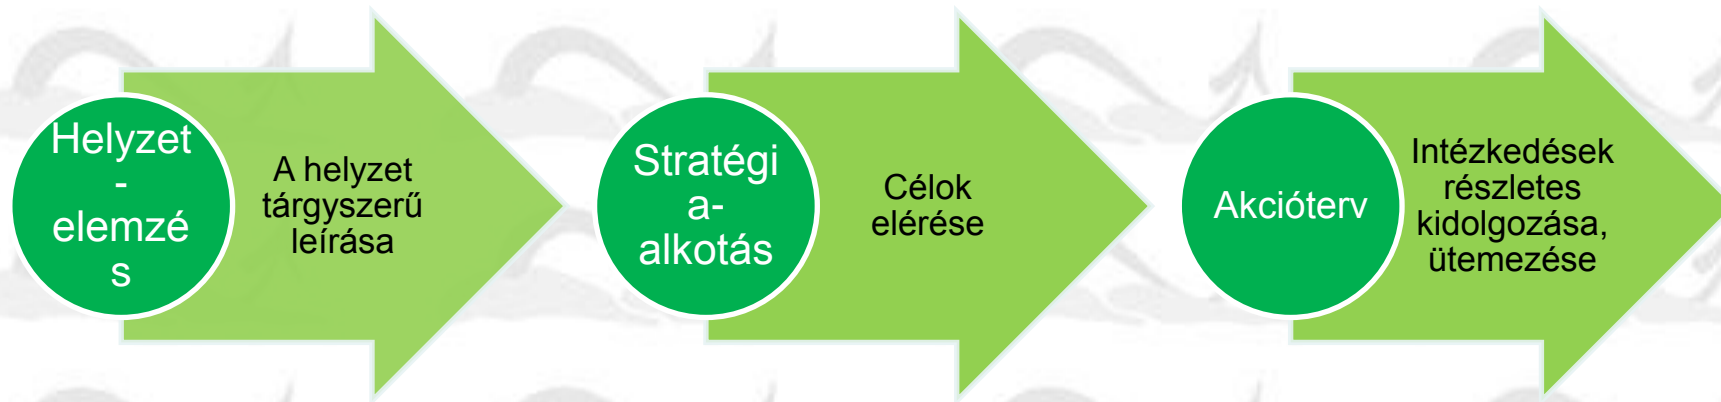 Helyzet
-
elemzé
s
A helyzet
tárgyszerű
leírása
Stratégi
a-
alkotás
Célok
elérése
Akcióterv
Intézkedések
részletes
kidolgozása,
ütemezése